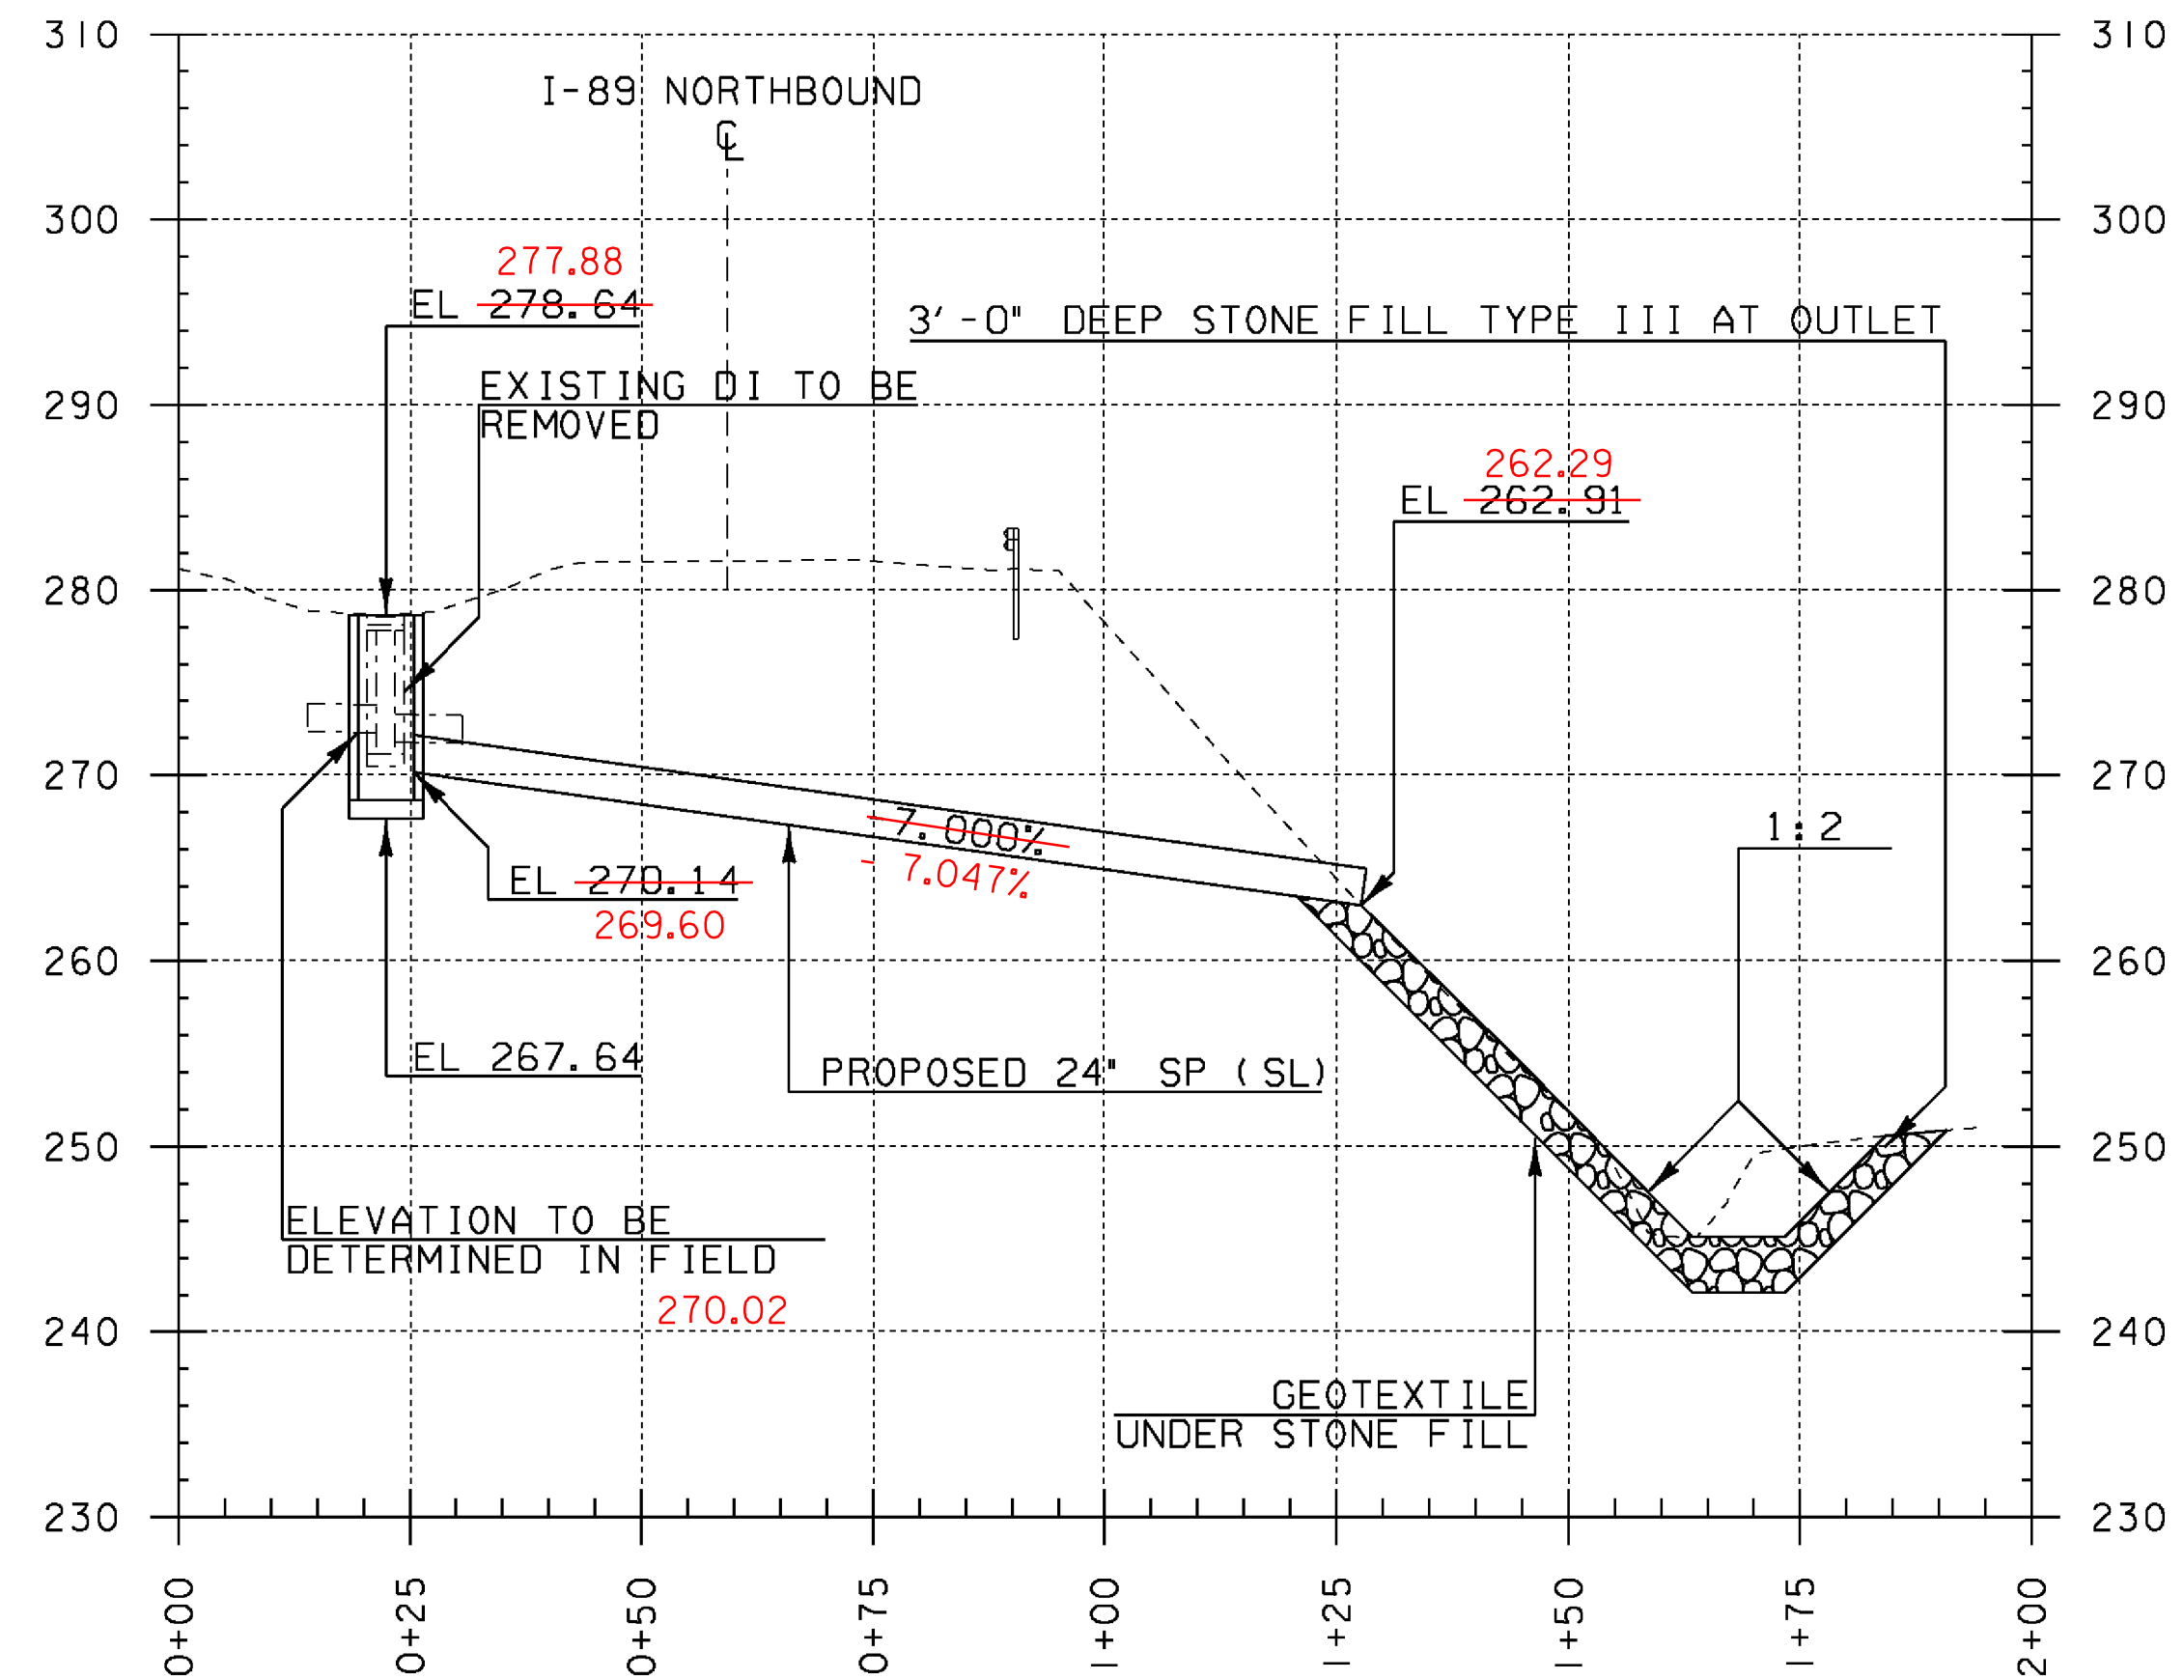 310
310
I-89 NORTHBOUND
℄
300
300
277.88
EL 278.64
3'-0" DEEP STONE FILL TYPE III AT OUTLET
EXISTING DI TO BE
REMOVED
290
290
262.29
EL 262.91
280
280
270
270
7.000%
- 7.047%
1:2
EL 270.14
269.60
260
260
EL 267.64
PROPOSED 24" SP (SL)
250
250
ELEVATION TO BE
DETERMINED IN FIELD
270.02
240
240
GEOTEXTILE
UNDER STONE FILL
230
230
0+00
0+25
0+50
0+75
1+00
1+25
1+50
1+75
2+00